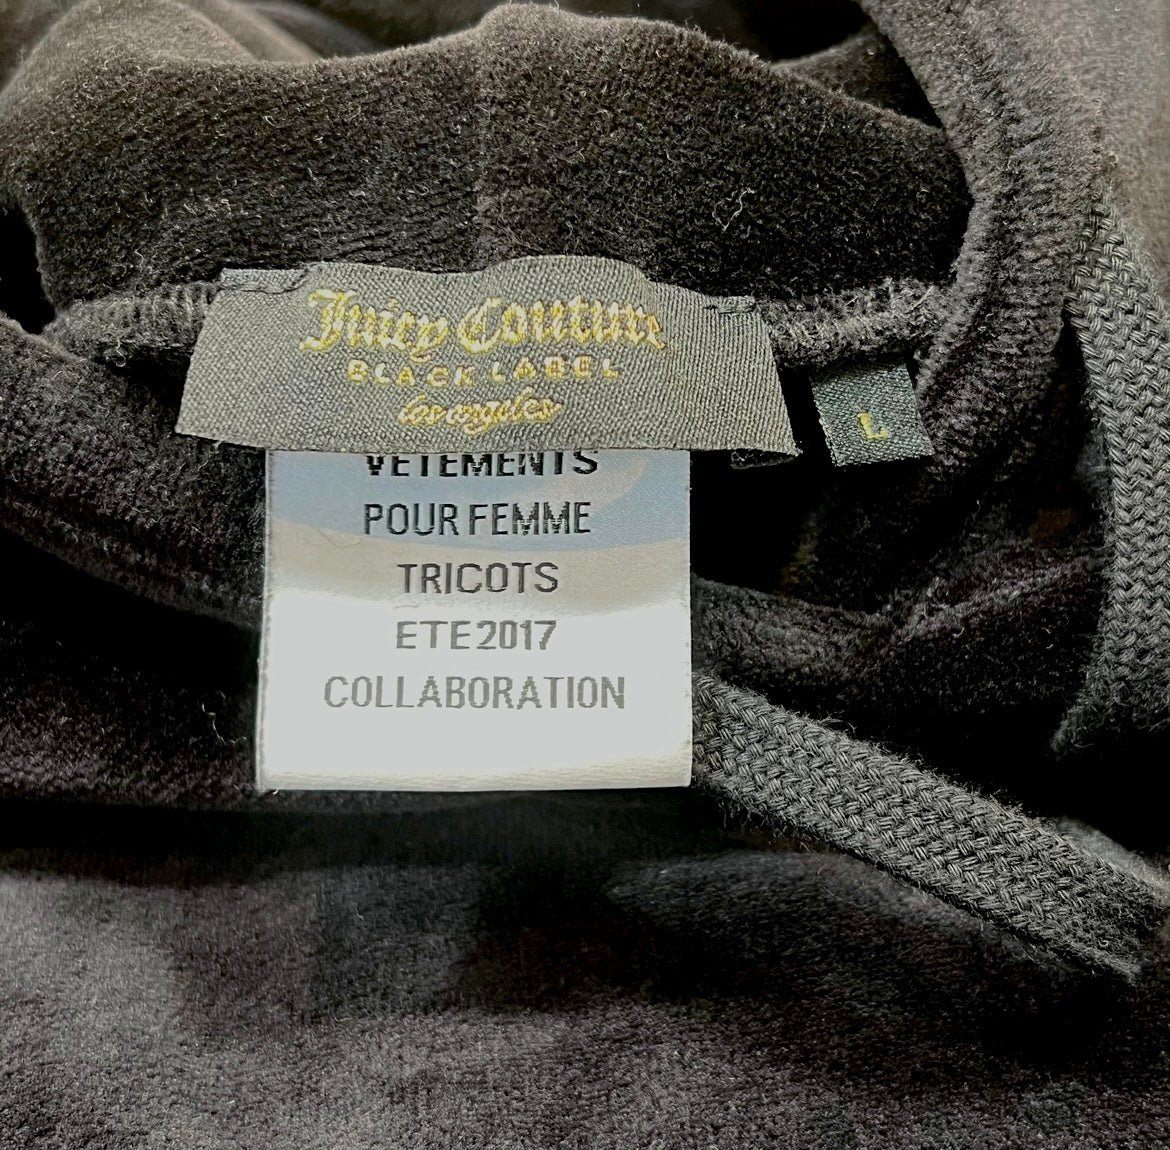 Juicy Couture
BLACK LABEL
los angeles
L
VETEMENTS
POUR FEMME
TRICOTS
ETE 2017
COLLABORATION